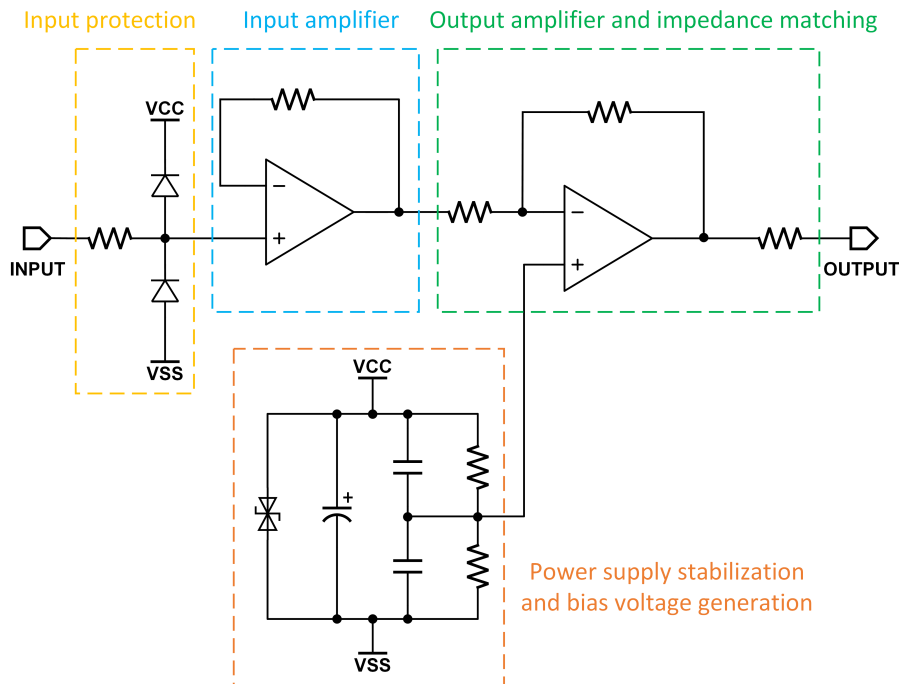 Input protection
Input amplifier
Output amplifier and impedance matching
VCC
−
+
INPUT
VSS
−
+
OUTPUT
VCC
+
Power supply stabilization
and bias voltage generation
VSS